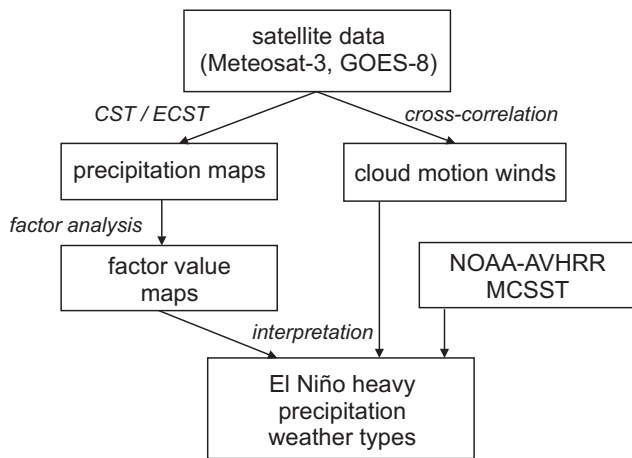 satellite data
(Meteosat-3, GOES-8)
CST / ECST
cross-correlation
precipitation maps
cloud motion winds
factor analysis
factor value
maps
NOAA-AVHRR
MCSST
interpretation
El Niño heavy
precipitation
weather types